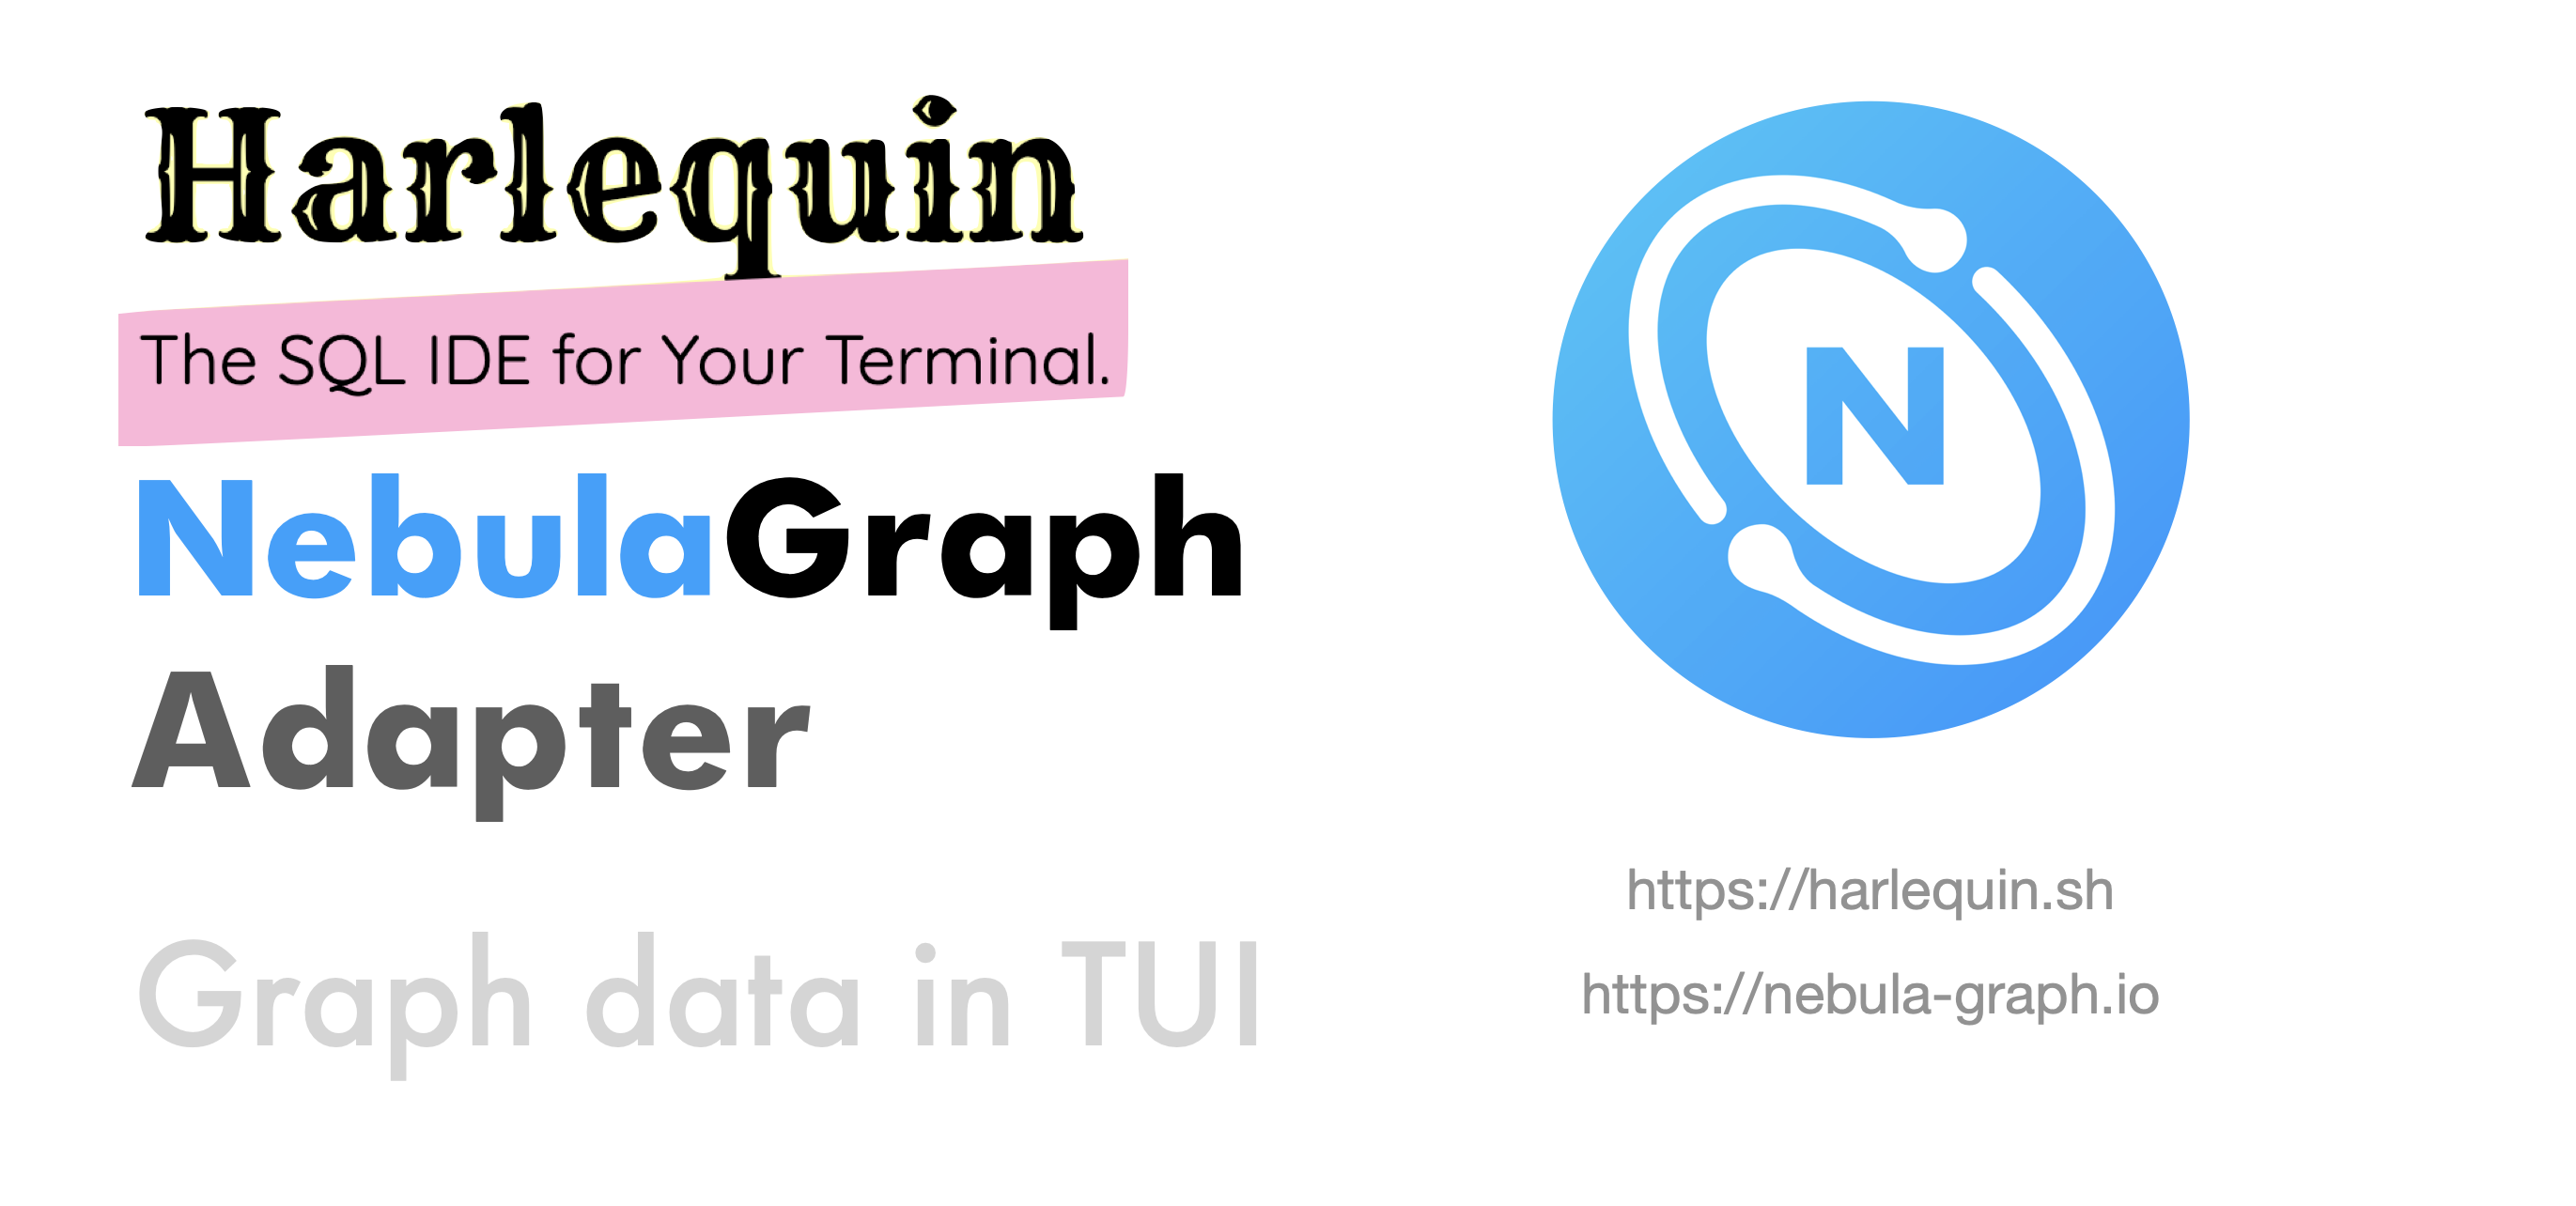 Harlequin
The SQL IDE for Your Terminal.
NebulaGraph
Adapter
Graph data in TUI
N
https://harlequin.sh
https://nebula-graph.io